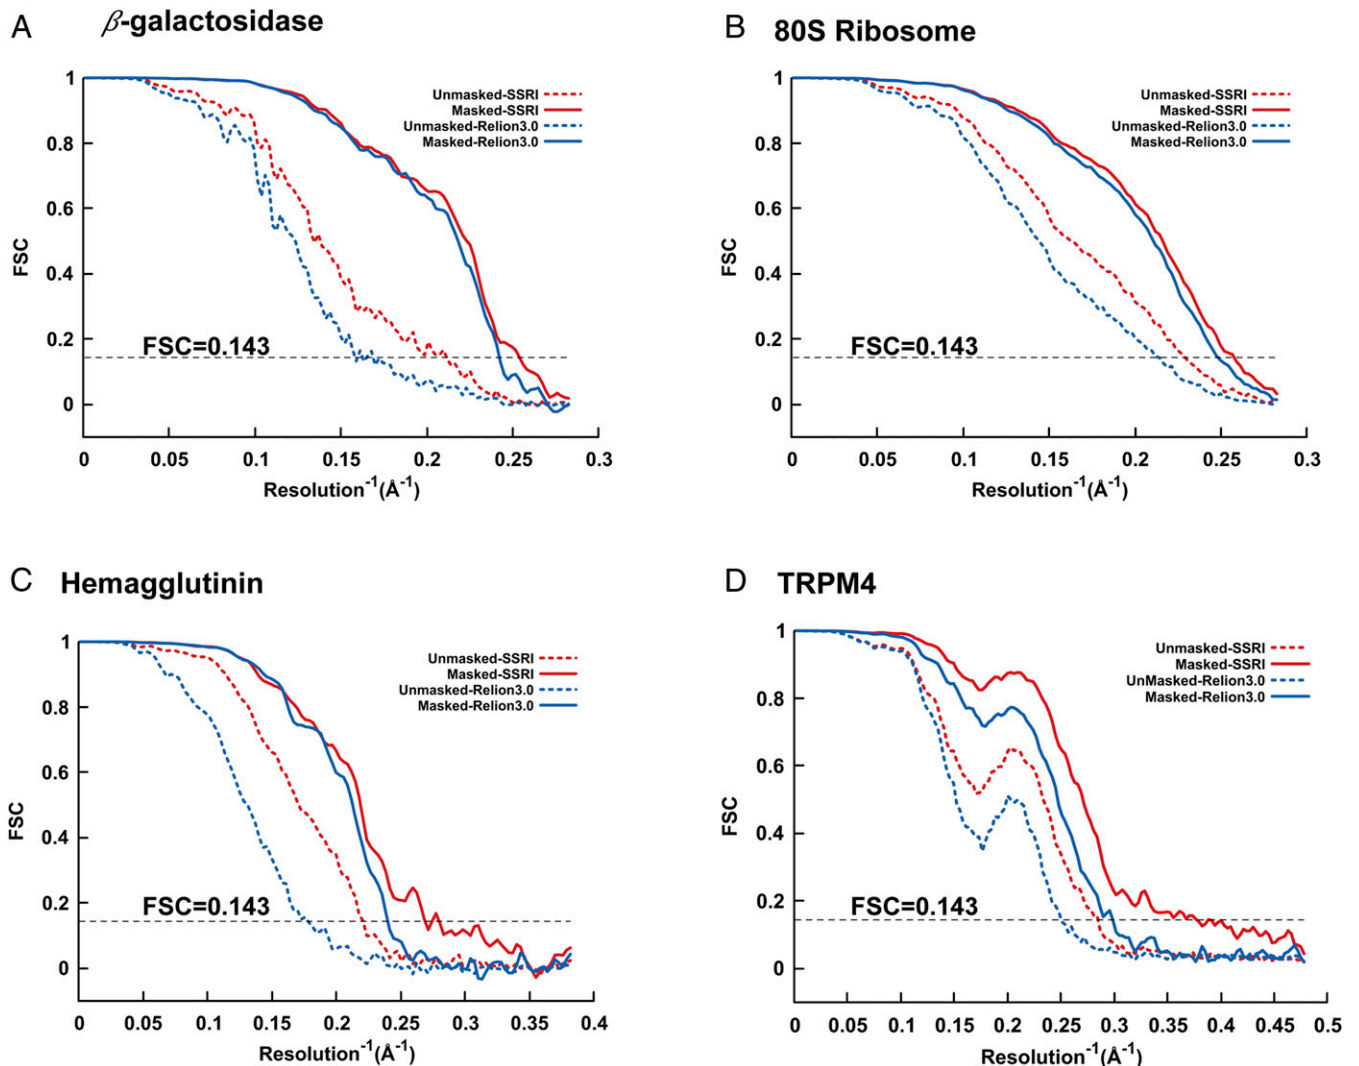 A
β-galactosidase
1
0.8
0.6
0.4
0.2
0
FSC
Unmasked-SSRI
Masked-SSRI
Unmasked-Relion3.0
Masked-Relion3.0
FSC=0.143
0 0.05 0.1 0.15 0.2 0.25 0.3
Resolution⁻¹(Å⁻¹)
B
80S Ribosome
1
0.8
0.6
0.4
0.2
0
FSC
Unmasked-SSRI
Masked-SSRI
Unmasked-Relion3.0
Masked-Relion3.0
FSC=0.143
0 0.05 0.1 0.15 0.2 0.25 0.3
Resolution⁻¹(Å⁻¹)
C
Hemagglutinin
1
0.8
0.6
0.4
0.2
0
FSC
Unmasked-SSRI
Masked-SSRI
Unmasked-Relion3.0
Masked-Relion3.0
FSC=0.143
0 0.05 0.1 0.15 0.2 0.25 0.3 0.35 0.4
Resolution⁻¹(Å⁻¹)
D
TRPM4
1
0.8
0.6
0.4
0.2
0
FSC
Unmasked-SSRI
Masked-SSRI
UnMasked-Relion3.0
Masked-Relion3.0
FSC=0.143
0 0.05 0.1 0.15 0.2 0.25 0.3 0.35 0.4 0.45 0.5
Resolution⁻¹(Å⁻¹)